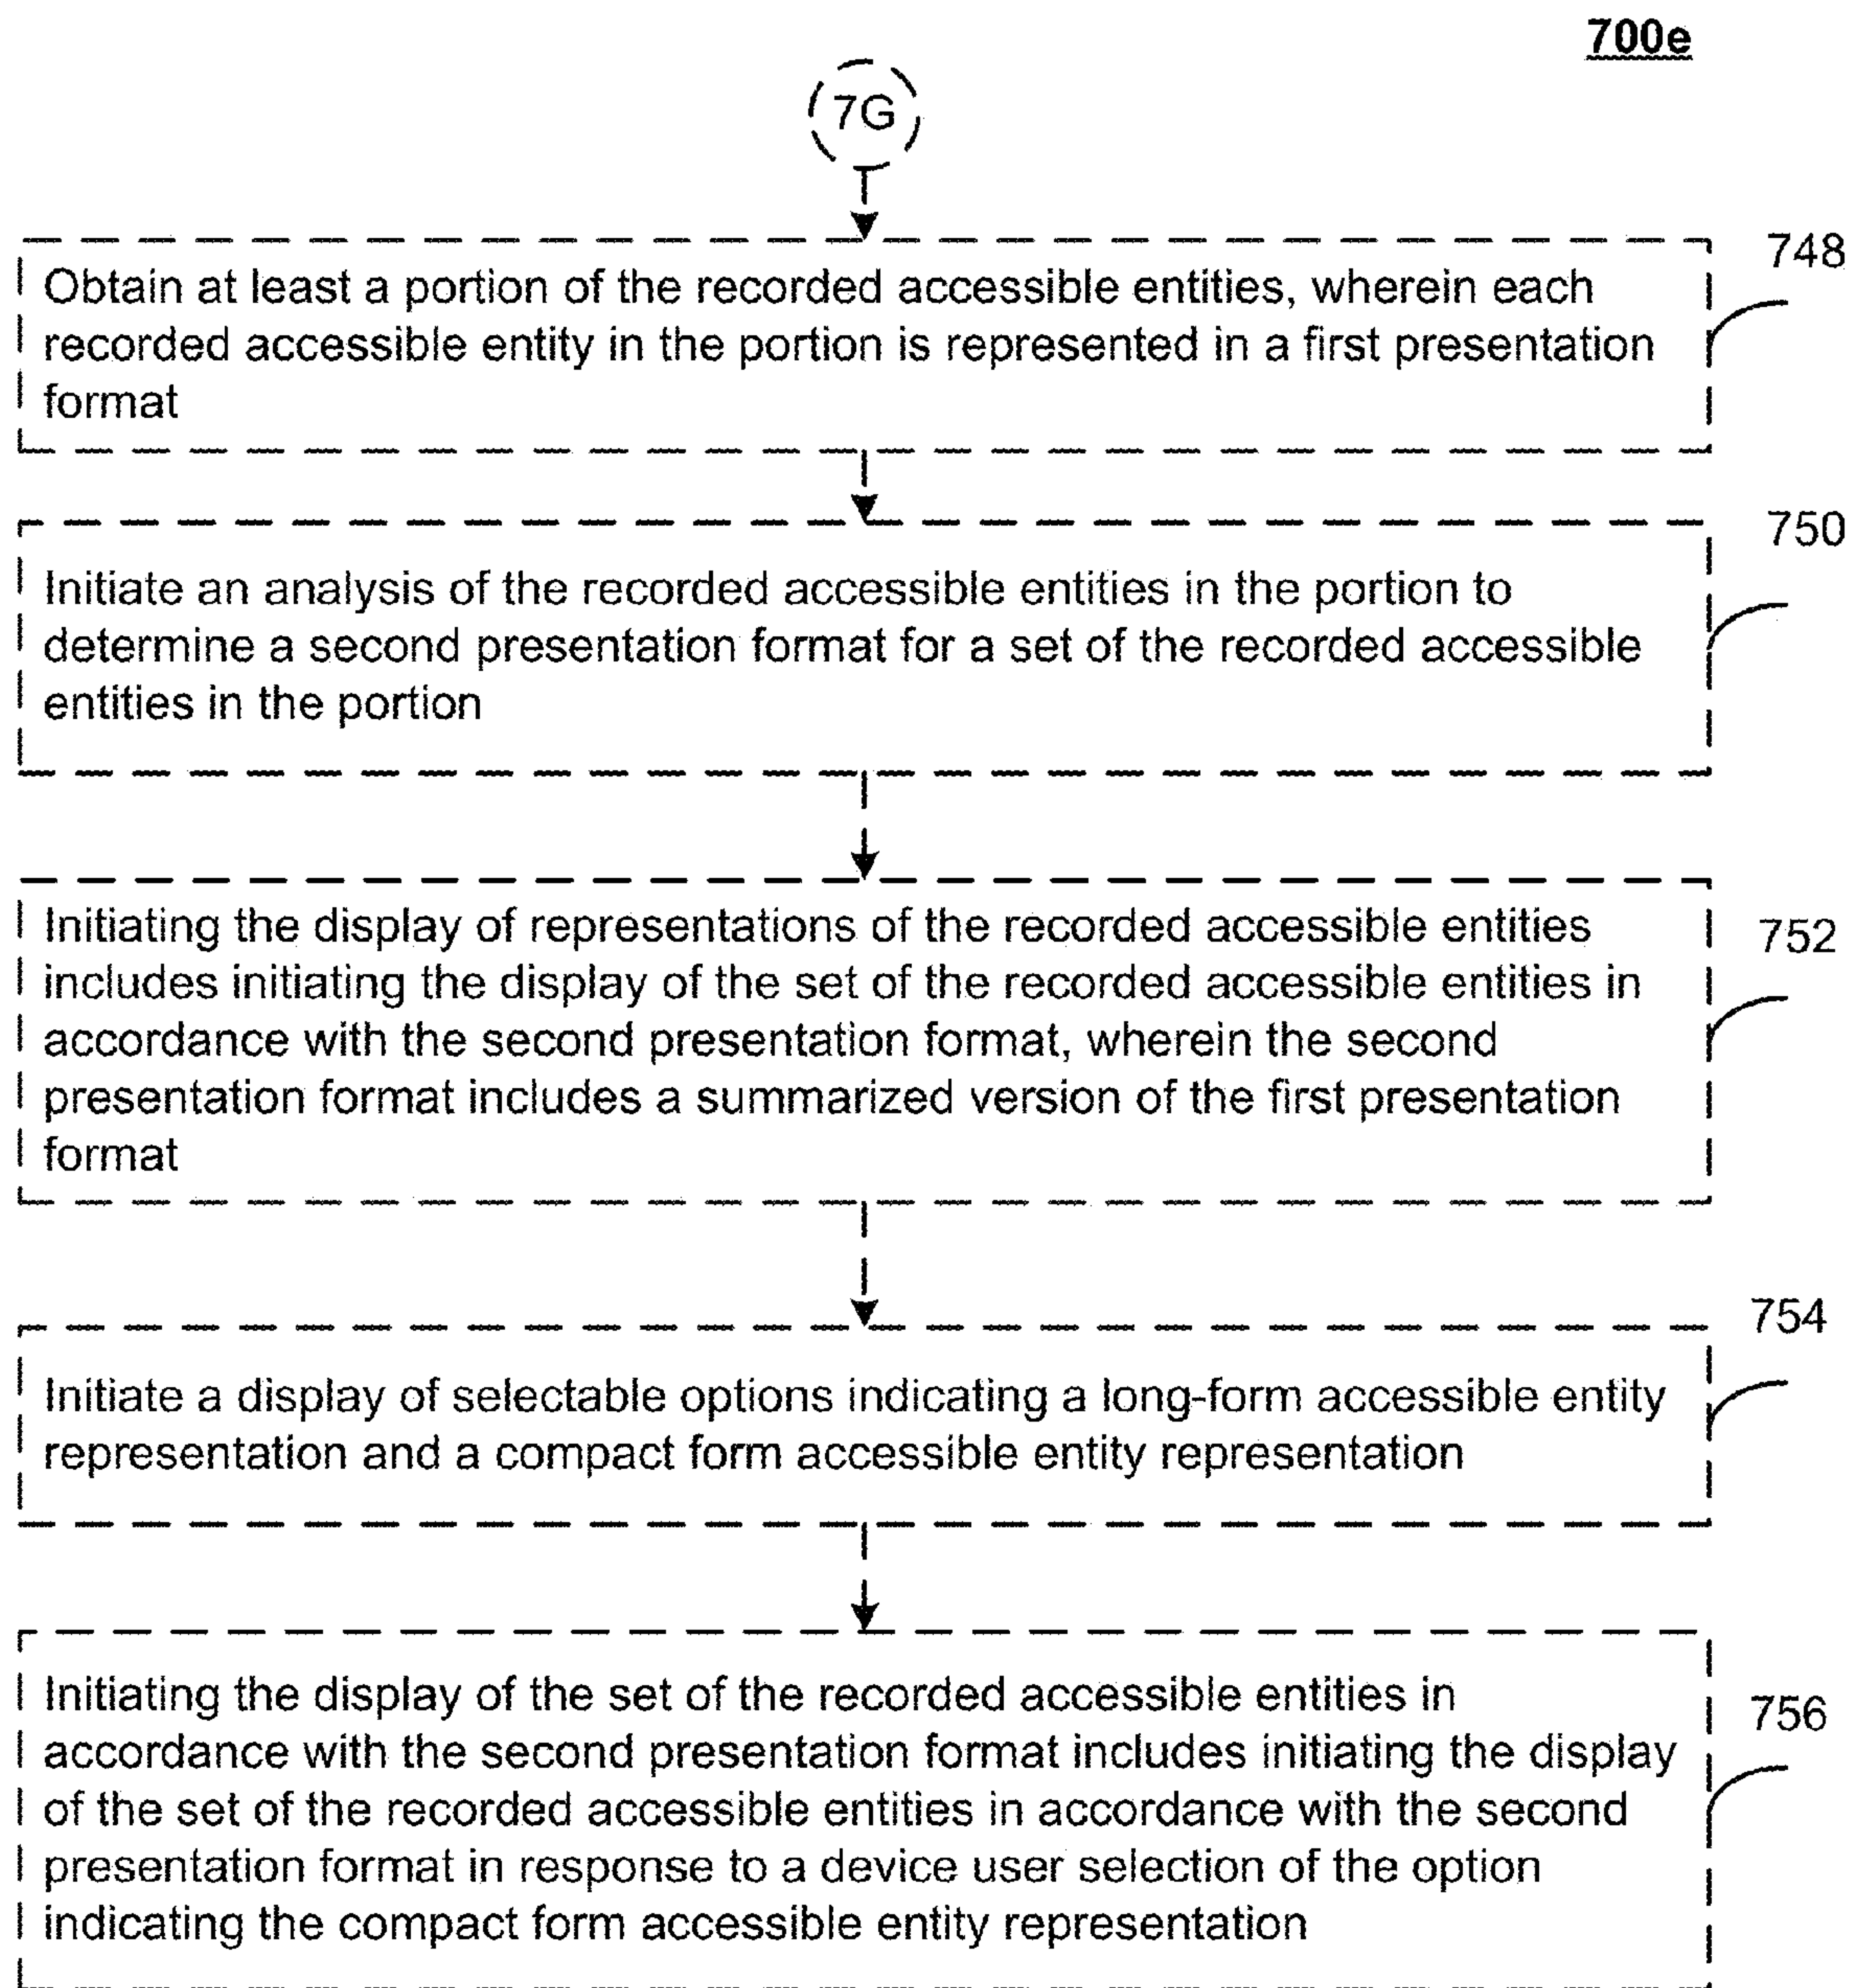 700e
7G
748
Obtain at least a portion of the recorded accessible entities, wherein each
recorded accessible entity in the portion is represented in a first presentation
format
750
Initiate an analysis of the recorded accessible entities in the portion to
determine a second presentation format for a set of the recorded accessible
entities in the portion
752
Initiating the display of representations of the recorded accessible entities
includes initiating the display of the set of the recorded accessible entities in
accordance with the second presentation format, wherein the second
presentation format includes a summarized version of the first presentation
format
754
Initiate a display of selectable options indicating a long-form accessible entity
representation and a compact form accessible entity representation
756
Initiating the display of the set of the recorded accessible entities in
accordance with the second presentation format includes initiating the display
of the set of the recorded accessible entities in accordance with the second
presentation format in response to a device user selection of the option
indicating the compact form accessible entity representation